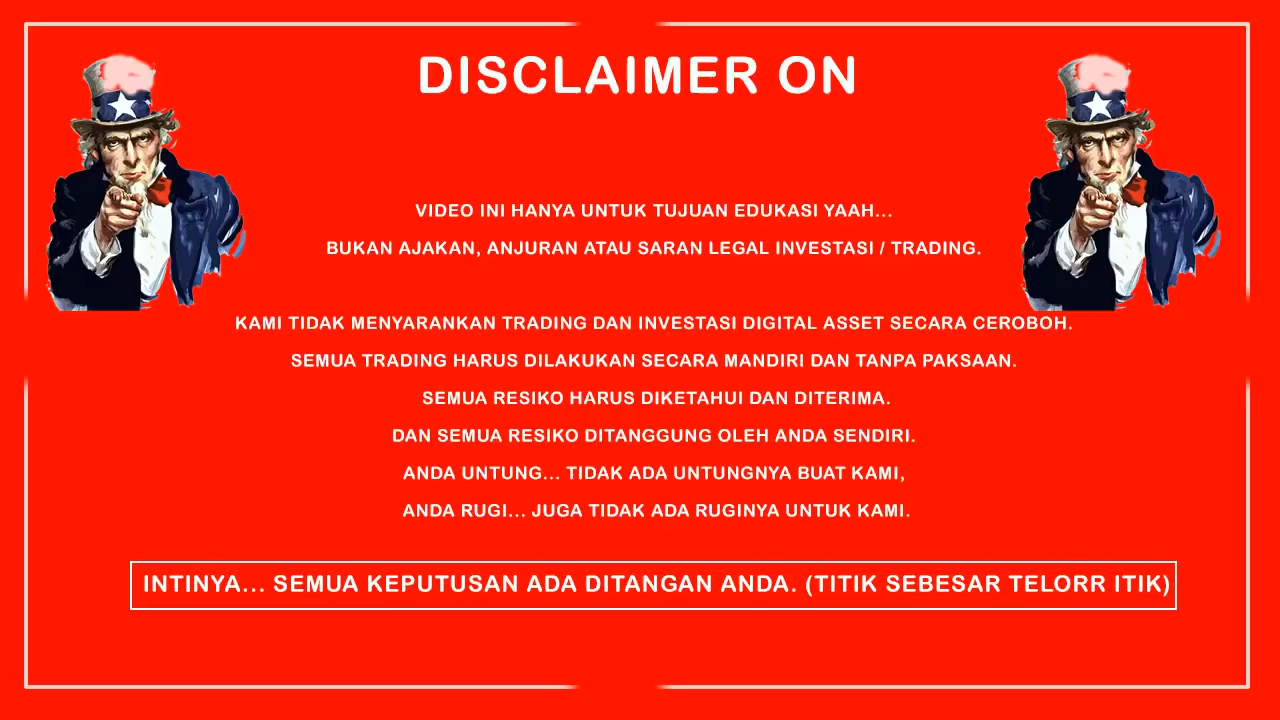 DISCLAIMER ON
VIDEO INI HANYA UNTUK TUJUAN EDUKASI YAAH...
BUKAN AJAKAN, ANJURAN ATAU SARAN LEGAL INVESTASI / TRADING.
KAMI TIDAK MENYARANKAN TRADING DAN INVESTASI DIGITAL ASSET SECARA CEROBOH.
SEMUA TRADING HARUS DILAKUKAN SECARA MANDIRI DAN TANPA PAKSAAN.
SEMUA RESIKO HARUS DIKETAHUI DAN DITERIMA.
DAN SEMUA RESIKO DITANGGUNG OLEH ANDA SENDIRI.
ANDA UNTUNG... TIDAK ADA UNTUNGNYA BUAT KAMI,
ANDA RUGI... JUGA TIDAK ADA RUGINYA UNTUK KAMI.
INTINYA... SEMUA KEPUTUSAN ADA DITANGAN ANDA. (TITIK SEBESAR TELORR ITIK)